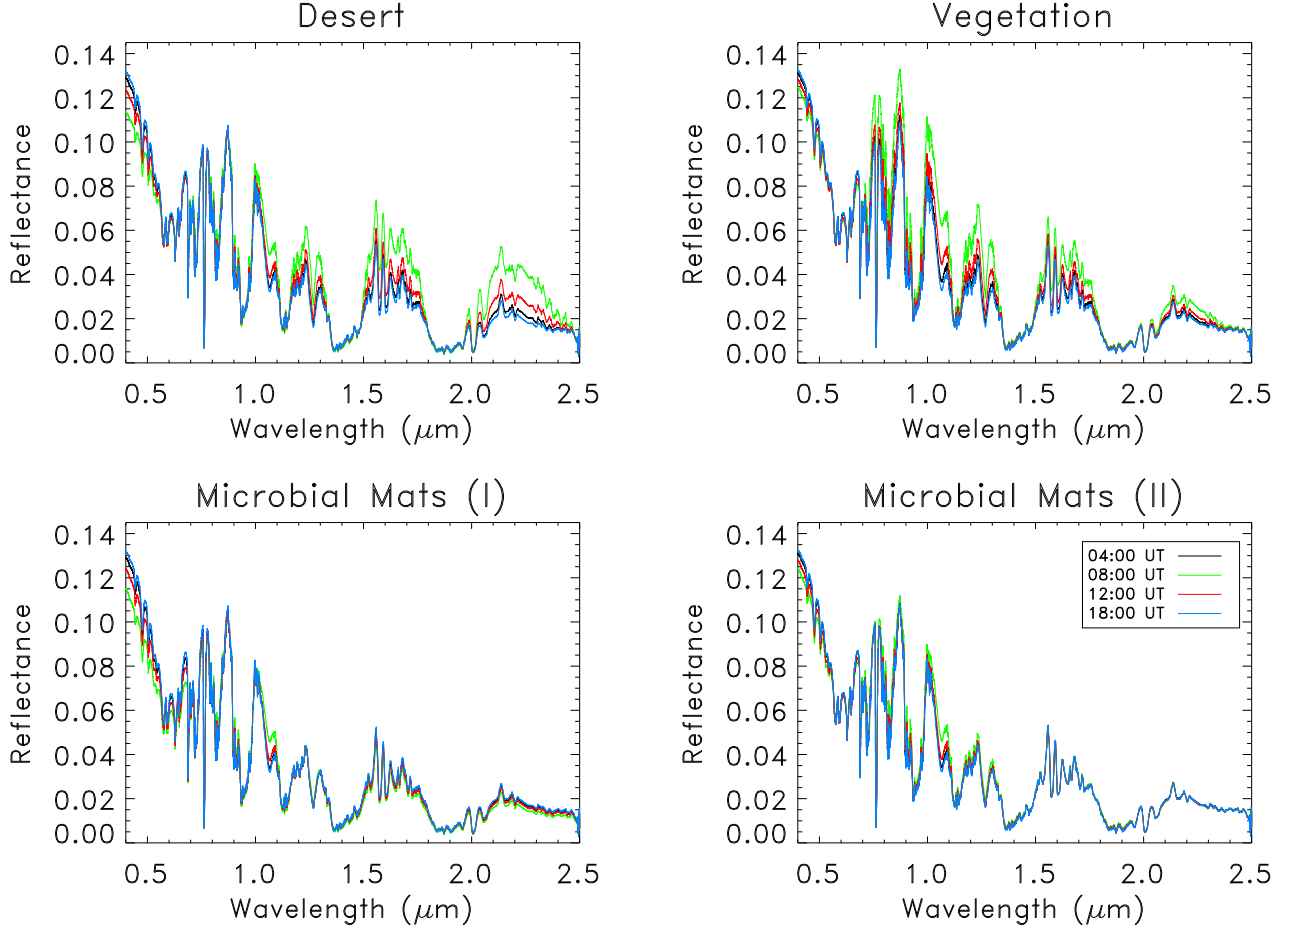 Desert
Reflectance
0.14
0.12
0.10
0.08
0.06
0.04
0.02
0.00
0.5 1.0 1.5 2.0 2.5
Wavelength (μm)
Vegetation
Reflectance
0.14
0.12
0.10
0.08
0.06
0.04
0.02
0.00
0.5 1.0 1.5 2.0 2.5
Wavelength (μm)
Microbial Mats (I)
Reflectance
0.14
0.12
0.10
0.08
0.06
0.04
0.02
0.00
0.5 1.0 1.5 2.0 2.5
Wavelength (μm)
Microbial Mats (II)
Reflectance
0.14
0.12
0.10
0.08
0.06
0.04
0.02
0.00
0.5 1.0 1.5 2.0 2.5
Wavelength (μm)
04:00 UT
08:00 UT
12:00 UT
18:00 UT